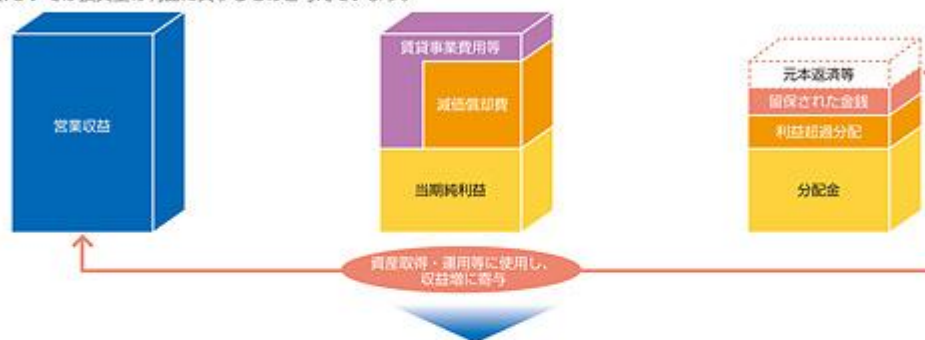 賃貸事業費用等
減価償却費
営業収益
当期純利益
元本返済等
留保された金銭
利益超過分配
分配金
資産取得・運用等に使用し、
収益増に寄与